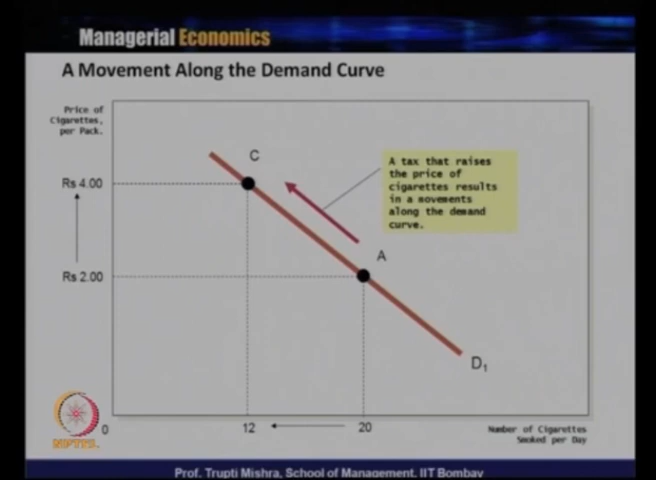 Managerial Economics
A Movement Along the Demand Curve
Price of
Cigarettes,
per Pack.
C
A tax that raises
the price of
cigarettes results
in a movements
along the demand
curve.
Rs 4.00
A
Rs 2.00
D1
0
12
20
Number of Cigarettes
Smoked per Day
NPTEL
Prof. Trupti Mishra, School of Management, IIT Bombay